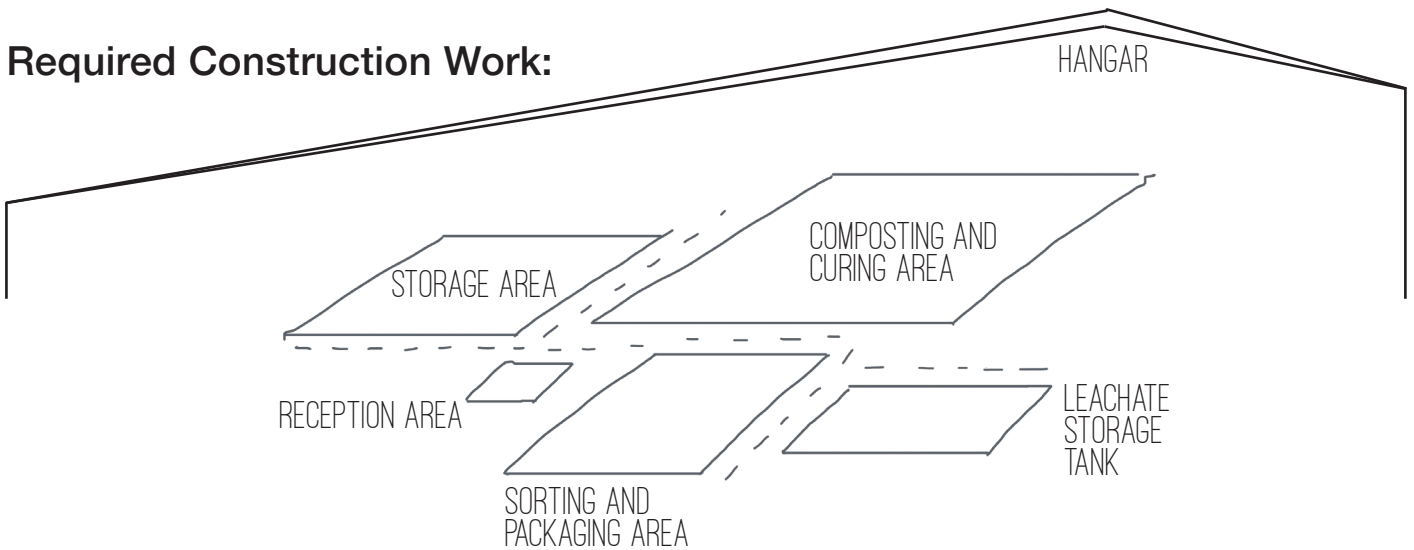 Required Construction Work:
HANGAR
COMPOSTING AND
CURING AREA
STORAGE AREA
RECEPTION AREA
LEACHATE
STORAGE
TANK
SORTING AND
PACKAGING AREA